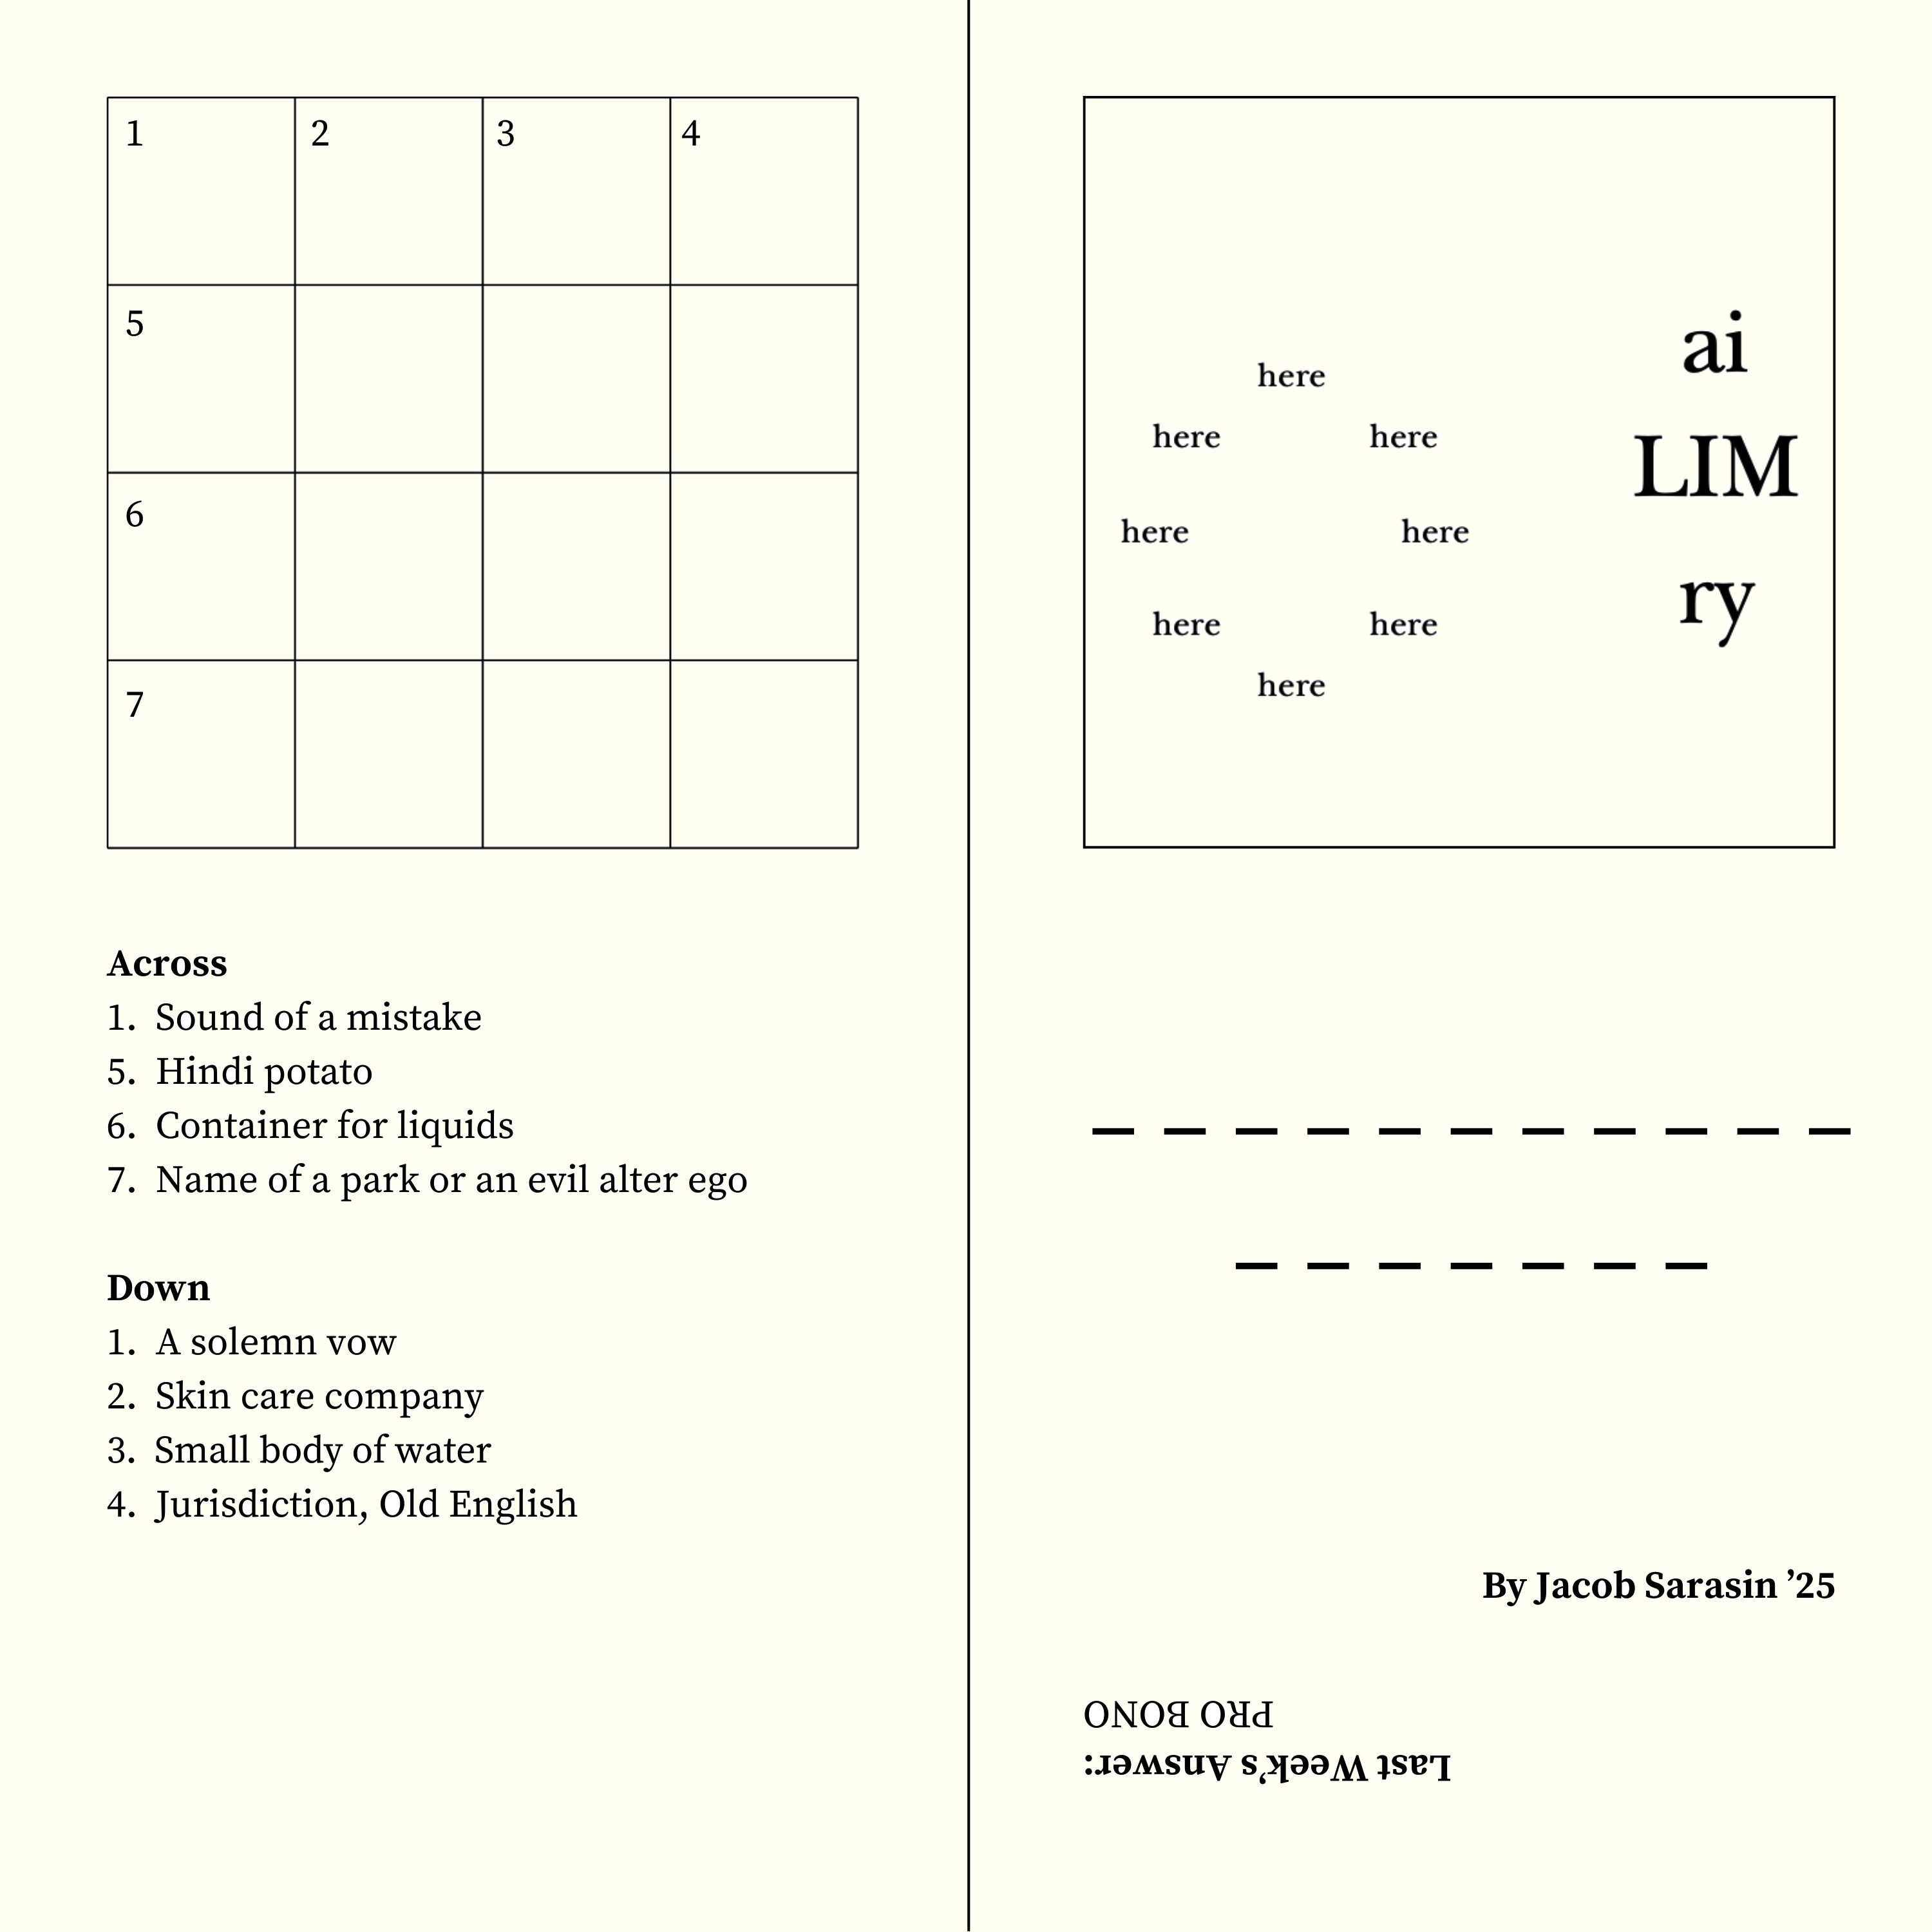 1 2 3 4
5
6
7
Across
1. Sound of a mistake
5. Hindi potato
6. Container for liquids
7. Name of a park or an evil alter ego
Down
1. A solemn vow
2. Skin care company
3. Small body of water
4. Jurisdiction, Old English
here
here here
here here
here here
here
ai
LIM
ry
By Jacob Sarasin ’25
Last Week’s Answer:
PRO BONO